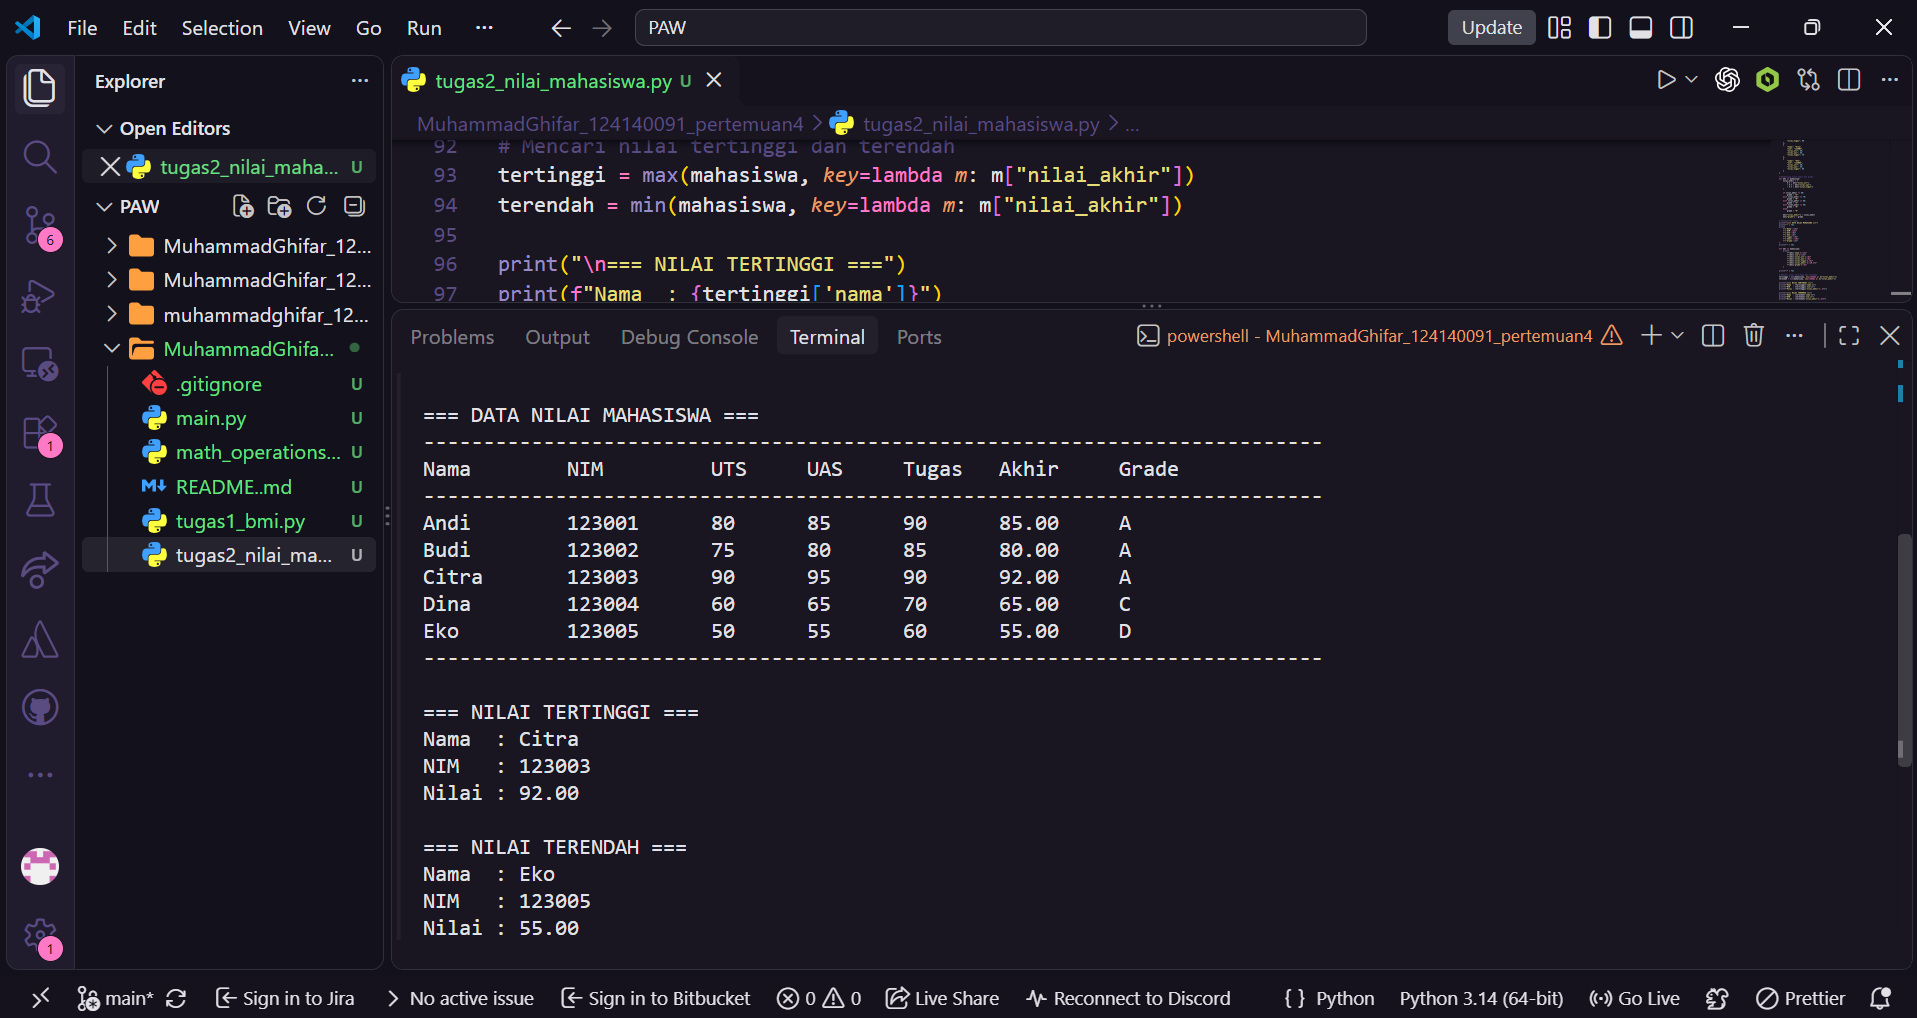 File Edit Selection View Go Run ···
PAW
Update
Explorer
Open Editors
tugas2_nilai_maha... U
PAW
MuhammadGhifar_12...
MuhammadGhifar_12...
muhammadghifar_12...
MuhammadGhifa...
.gitignore U
main.py U
math_operations... U
README..md U
tugas1_bmi.py U
tugas2_nilai_ma... U
6
1
1
tugas2_nilai_mahasiswa.py U
MuhammadGhifar_124140091_pertemuan4 > tugas2_nilai_mahasiswa.py > ...
92 # Mencari nilai tertinggi dan terendah
93 tertinggi = max(mahasiswa, key=lambda m: m["nilai_akhir"])
94 terendah = min(mahasiswa, key=lambda m: m["nilai_akhir"])
95
96 print("\n=== NILAI TERTINGGI ===")
97 print(f"Nama  : {tertinggi['nama']}")
Problems Output Debug Console Terminal Ports
powershell - MuhammadGhifar_124140091_pertemuan4
=== DATA NILAI MAHASISWA ===
---------------------------------------------------------------------------
Nama        NIM         UTS     UAS     Tugas   Akhir     Grade
---------------------------------------------------------------------------
Andi        123001      80      85      90      85.00     A
Budi        123002      75      80      85      80.00     A
Citra       123003      90      95      90      92.00     A
Dina        123004      60      65      70      65.00     C
Eko         123005      50      55      60      55.00     D
---------------------------------------------------------------------------
=== NILAI TERTINGGI ===
Nama  : Citra
NIM   : 123003
Nilai : 92.00
=== NILAI TERENDAH ===
Nama  : Eko
NIM   : 123005
Nilai : 55.00
main* Sign in to Jira No active issue Sign in to Bitbucket 0 0 Live Share Reconnect to Discord { } Python Python 3.14 (64-bit) Go Live Prettier